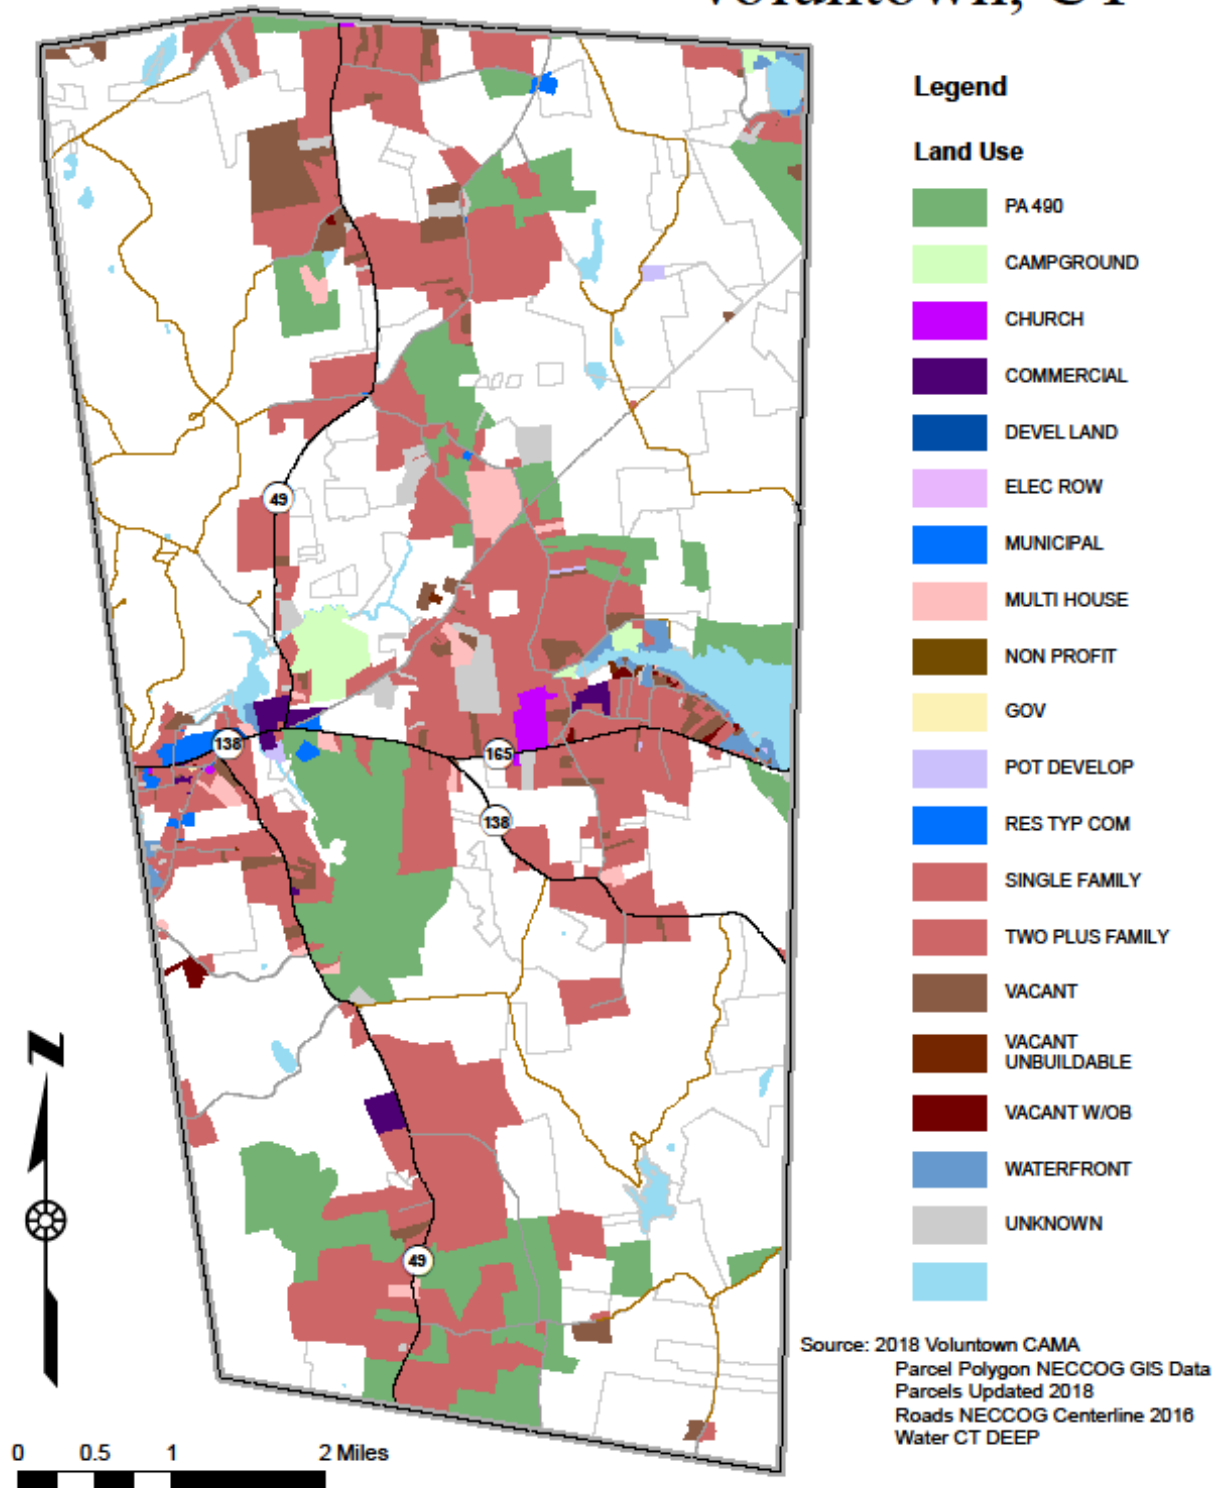 Voluntown, CT
Legend
Land Use
PA 490
CAMPGROUND
CHURCH
COMMERCIAL
DEVEL LAND
ELEC ROW
MUNICIPAL
MULTI HOUSE
NON PROFIT
GOV
POT DEVELOP
RES TYP COM
SINGLE FAMILY
TWO PLUS FAMILY
VACANT
VACANT
UNBUILDABLE
VACANT W/OB
WATERFRONT
UNKNOWN
49
138
165
138
49
N
0 0.5 1 2 Miles
Source: 2018 Voluntown CAMA
Parcel Polygon NECCOG GIS Data
Parcels Updated 2018
Roads NECCOG Centerline 2016
Water CT DEEP